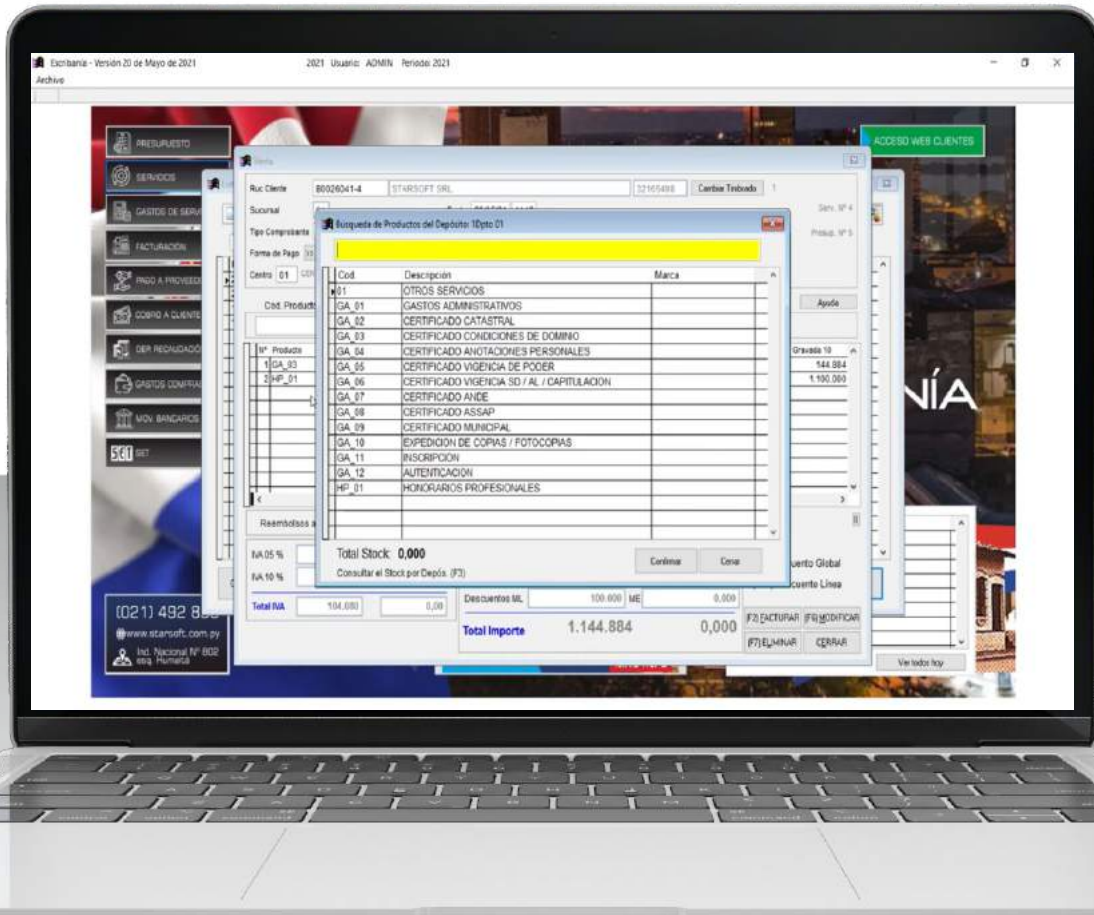 Escribanía - Versión 20 de Mayo de 2021 2021 Usuario: ADMIN Periodo: 2021
Archivo
PRESUPUESTO
ACCESO WEB CLIENTES
SERVICIOS
Venta
Ruc Cliente 80026041-4 STARSOFT SRL 32165498 Cambiar Timbrado 1
GASTOS DE SERV
Sucursal
Serv. Nº 4
Tipo Comprobante
Presup. Nº 5
FACTURACIÓN
Forma de Pago
PAGO A PROVEED
Centro 01
Cod. Producto
Ayuda
COBRO A CLIENTE
Nº Producto
Gravada 10
1 GA_03
144.884
2 HP_01
1.100.000
GASTOS COMPRA
MOV. BANCARIOS
SET SET
NÍA
Búsqueda de Productos del Depósito: 1Dpto 01
Cod. Descripción Marca
01 OTROS SERVICIOS
GA_01 GASTOS ADMINISTRATIVOS
GA_02 CERTIFICADO CATASTRAL
GA_03 CERTIFICADO CONDICIONES DE DOMINIO
GA_04 CERTIFICADO ANOTACIONES PERSONALES
GA_05 CERTIFICADO VIGENCIA DE PODER
GA_06 CERTIFICADO VIGENCIA SD / AL / CAPITULACION
GA_07 CERTIFICADO ANDE
GA_08 CERTIFICADO ASSAP
GA_09 CERTIFICADO MUNICIPAL
GA_10 EXPEDICION DE COPIAS / FOTOCOPIAS
GA_11 INSCRIPCION
GA_12 AUTENTICACION
HP_01 HONORARIOS PROFESIONALES
Total Stock: 0,000
Consultar el Stock por Depós. (F3)
Confirmar Cerrar
Reembolsos a
IVA 05 %
uento Global
IVA 10 %
cuento Línea
Total IVA 104.080 0,00
Descuentos ML 100.000 ME 0,000
(F2) FACTURAR (F6) MODIFICAR
Total Importe 1.144.884 0,000
(F7) ELIMINAR CERRAR
(021) 492 8
www.starsoft.com.py
Ind. Nacional Nº 802
esq. Humaitá
Ver todos hoy